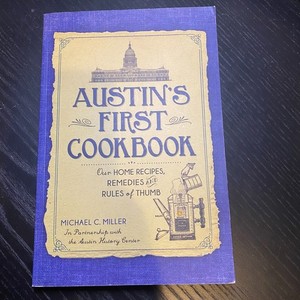 AUSTIN'S
FIRST
COOKBOOK
Our HOME RECIPES,
REMEDIES AND
RULES of THUMB
MICHAEL C. MILLER
In Partnership with
the Austin History Center